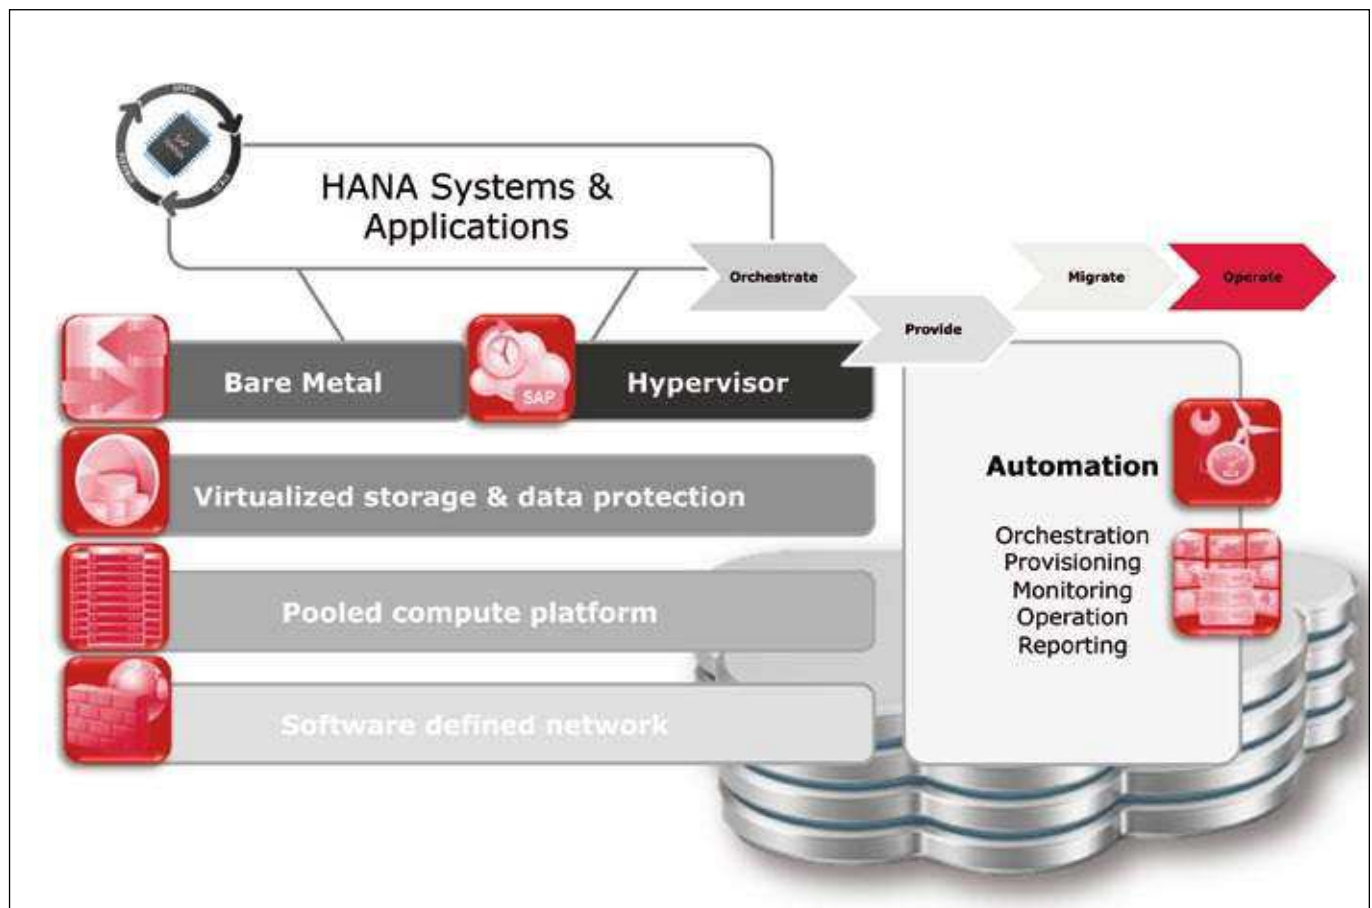 HANA Systems &
Applications
Orchestrate
Provide
Migrate
Operate
Bare Metal
SAP
Hypervisor
Virtualized storage & data protection
Pooled compute platform
Software defined network
Automation
Orchestration
Provisioning
Monitoring
Operation
Reporting